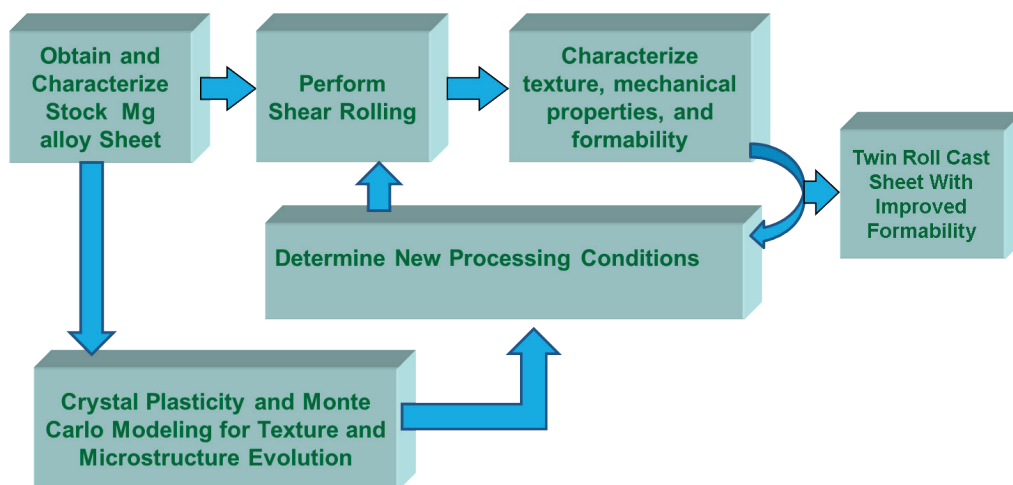 Obtain and
Characterize
Stock Mg
alloy Sheet
Perform
Shear Rolling
Characterize
texture, mechanical
properties, and
formability
Twin Roll Cast
Sheet With
Improved
Formability
Determine New Processing Conditions
Crystal Plasticity and Monte
Carlo Modeling for Texture and
Microstructure Evolution